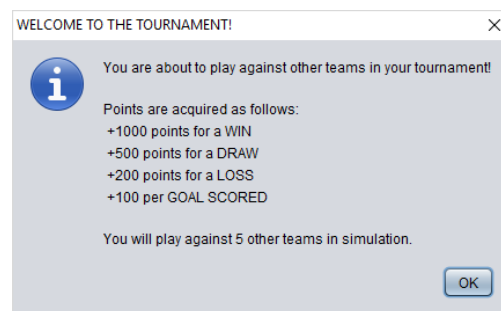 WELCOME TO THE TOURNAMENT!
You are about to play against other teams in your tournament!
Points are acquired as follows:
+1000 points for a WIN
+500 points for a DRAW
+200 points for a LOSS
+100 per GOAL SCORED
You will play against 5 other teams in simulation.
OK